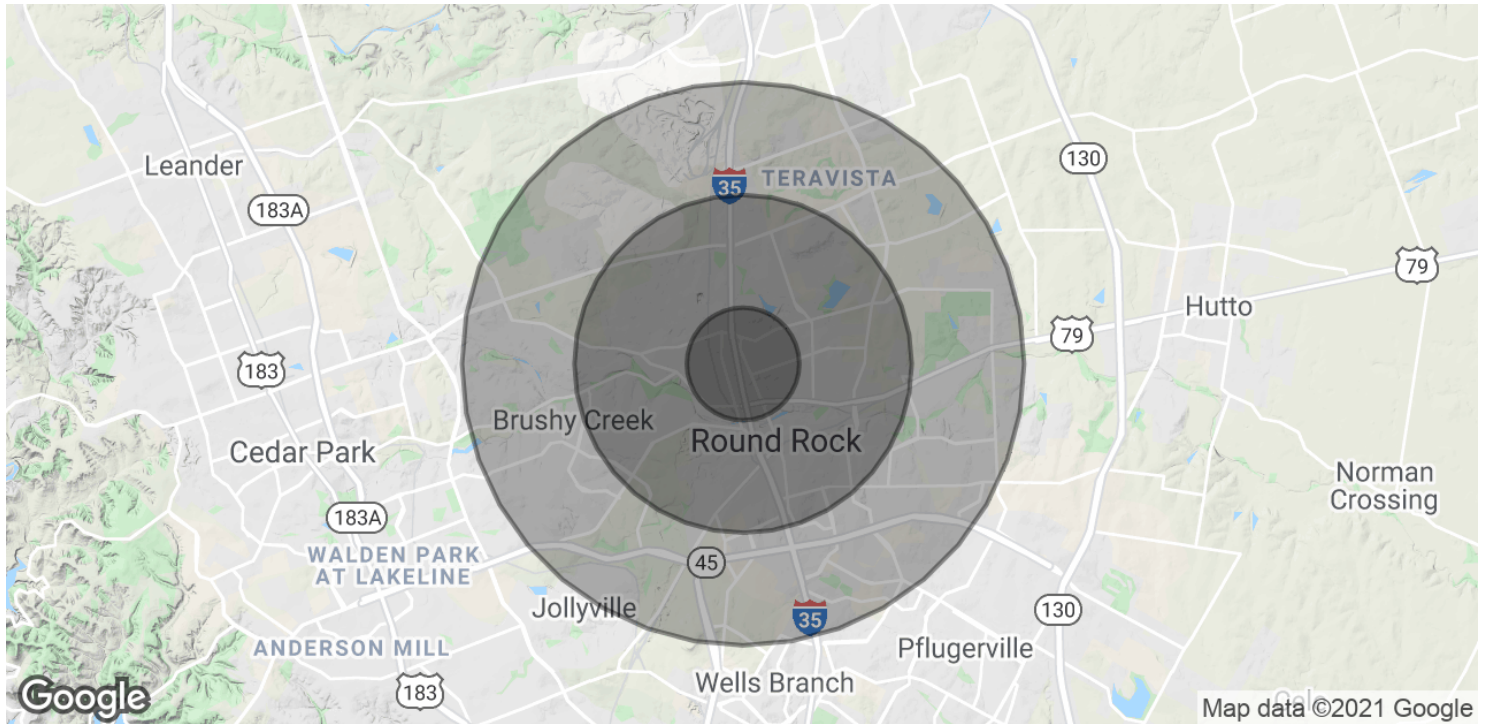 130
Leander
TERAVISTA
35
183A
79
Hutto
79
183
Brushy Creek
Round Rock
Cedar Park
Norman
Crossing
183A
WALDEN PARK
AT LAKELINE
45
Jollyville
130
35
ANDERSON MILL
Pflugerville
183
Wells Branch
Google
Map data ©2021 Google